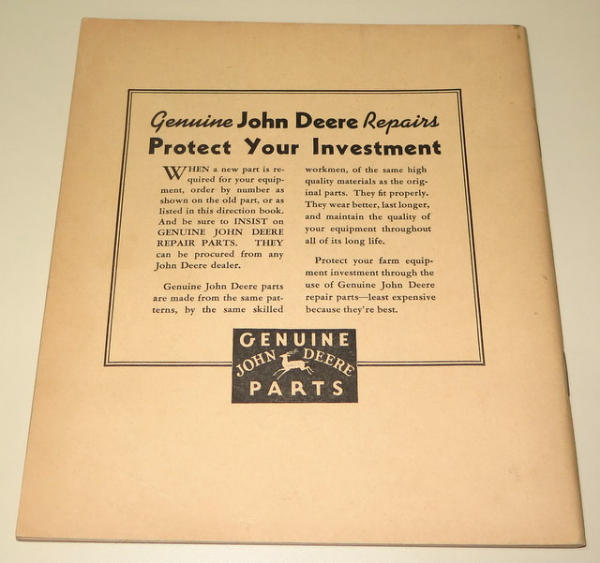 Genuine John Deere Repairs
Protect Your Investment
WHEN a new part is re-
quired for your equip-
ment, order by number as
shown on the old part, or as
listed in this direction book.
And be sure to INSIST on
GENUINE JOHN DEERE
REPAIR PARTS. THEY
can be procured from any
John Deere dealer.
Genuine John Deere parts
are made from the same pat-
terns, by the same skilled
workmen, of the same high
quality materials as the orig-
inal parts. They fit properly.
They wear better, last longer,
and maintain the quality of
your equipment throughout
all of its long life.
Protect your farm equip-
ment investment through the
use of Genuine John Deere
repair parts—least expensive
because they're best.
GENUINE
JOHN DEERE
PARTS